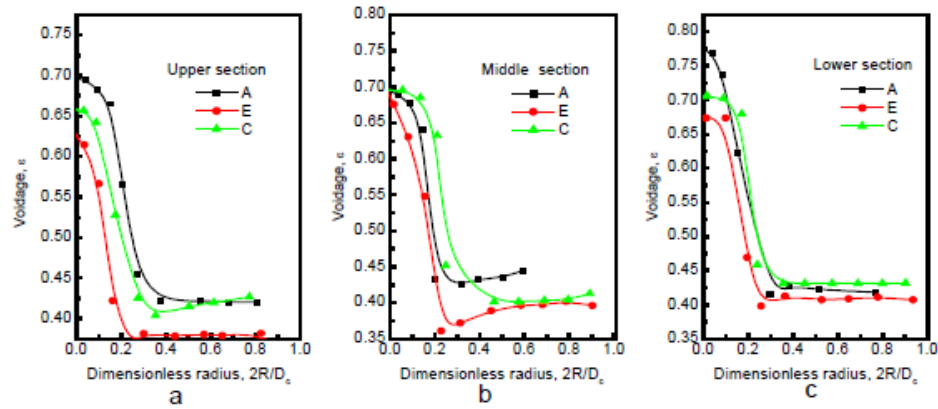 0.75
0.70
0.65
0.60
0.55
0.50
0.45
0.40
Voidage, ε
Upper section
A
E
C
0.0 0.2 0.4 0.6 0.8 1.0
Dimensionless radius, 2R/Dc
a
0.80
0.75
0.70
0.65
0.60
0.55
0.50
0.45
0.40
0.35
Voidage, ε
Middle section
A
E
C
0.0 0.2 0.4 0.6 0.8 1.0
Dimensionless radius, 2R/Dc
b
0.80
0.75
0.70
0.65
0.60
0.55
0.50
0.45
0.40
0.35
Voidage, ε
Lower section
A
E
C
0.0 0.2 0.4 0.6 0.8 1.0
Dimensionless radius, 2R/Dc
c